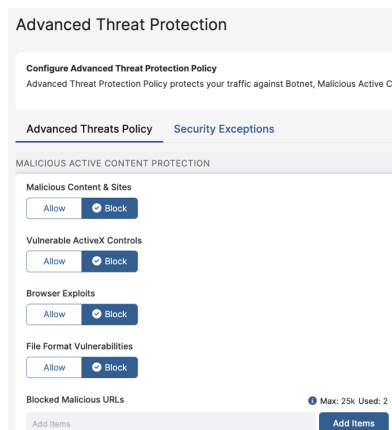 Advanced Threat Protection
Configure Advanced Threat Protection Policy
Advanced Threat Protection Policy protects your traffic against Botnet, Malicious Active C
Advanced Threats Policy Security Exceptions
MALICIOUS ACTIVE CONTENT PROTECTION
Malicious Content & Sites
Allow Block
Vulnerable ActiveX Controls
Allow Block
Browser Exploits
Allow Block
File Format Vulnerabilities
Allow Block
Blocked Malicious URLs Max: 25k Used: 2
Add Items Add Items